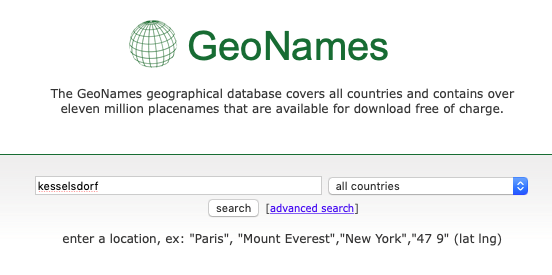 GeoNames
The GeoNames geographical database covers all countries and contains over
eleven million placenames that are available for download free of charge.
kesselsdorf
all countries
search [advanced search]
enter a location, ex: "Paris", "Mount Everest","New York","47 9" (lat lng)